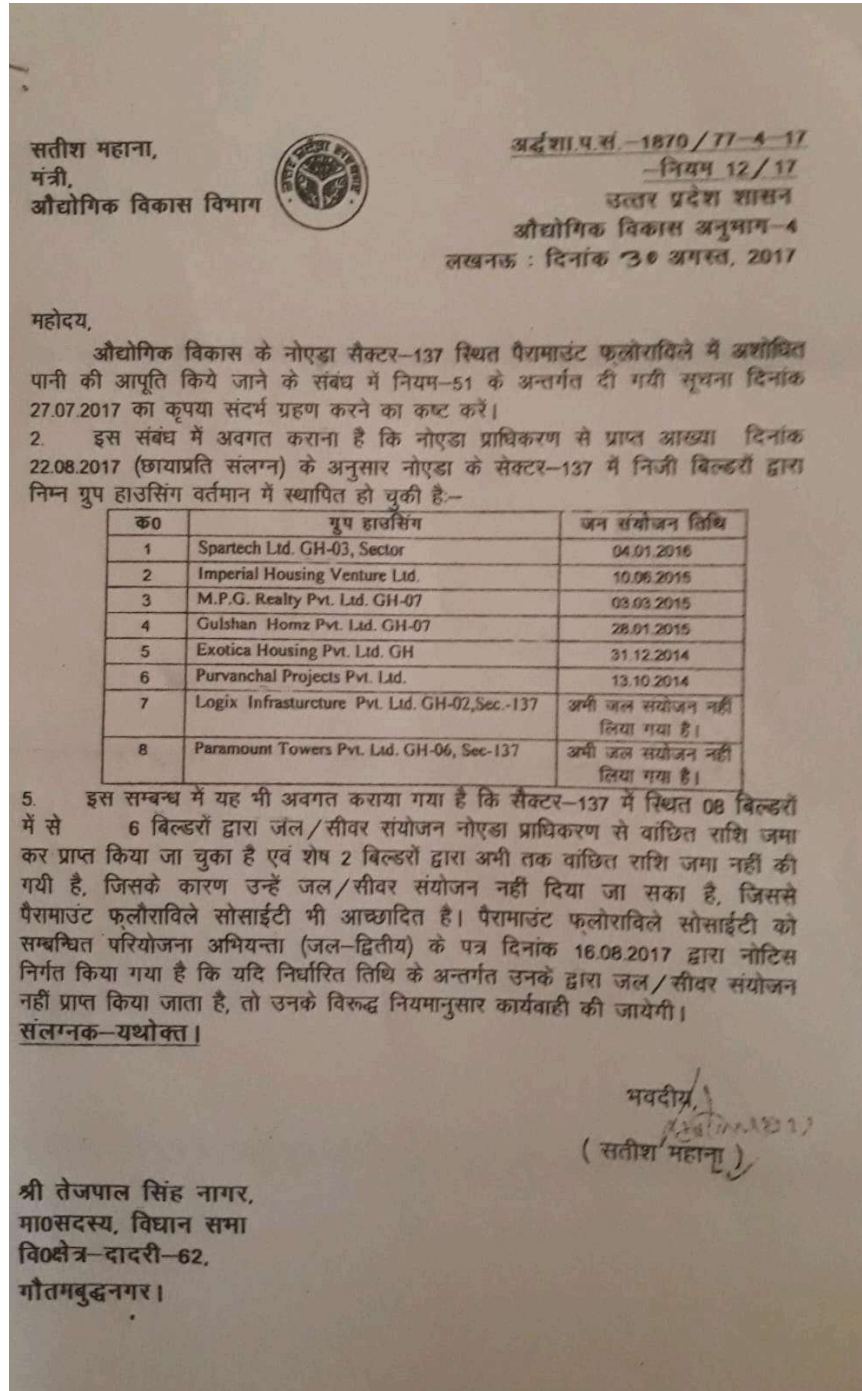 सतीश महाना,
मंत्री,
औद्योगिक विकास विभाग
उत्तर प्रदेश सरकार
अर्द्धशा.प.सं.–1870/77-4-17
–नियम 12/17
उत्तर प्रदेश शासन
औद्योगिक विकास अनुभाग–4
लखनऊ : दिनांक 30 अगस्त, 2017
महोदय,
औद्योगिक विकास के नोएडा सैक्टर–137 स्थित पैरामाउंट फ्लोराविले में अशोधित
पानी की आपूति किये जाने के संबंध में नियम–51 के अन्तर्गत दी गयी सूचना दिनांक
27.07.2017 का कृपया संदर्भ ग्रहण करने का कष्ट करें।
2. इस संबंध में अवगत कराना है कि नोएडा प्राधिकरण से प्राप्त आख्या दिनांक
22.08.2017 (छायाप्रति संलग्न) के अनुसार नोएडा के सेक्टर–137 में निजी बिल्डरों द्वारा
निम्न ग्रुप हाउसिंग वर्तमान में स्थापित हो चुकी है:–
क0 ग्रुप हाउसिंग जन संयोजन तिथि
1 Spartech Ltd. GH-03, Sector 04.01.2016
2 Imperial Housing Venture Ltd. 10.06.2015
3 M.P.G. Realty Pvt. Ltd. GH-07 03.03.2015
4 Gulshan Homz Pvt. Ltd. GH-07 28.01.2015
5 Exotica Housing Pvt. Ltd. GH 31.12.2014
6 Purvanchal Projects Pvt. Ltd. 13.10.2014
7 Logix Infrasturcture Pvt. Ltd. GH-02,Sec.-137 अभी जल संयोजन नहीं
लिया गया है।
8 Paramount Towers Pvt. Ltd. GH-06, Sec-137 अभी जल संयोजन नहीं
लिया गया है।
5. इस सम्बन्ध में यह भी अवगत कराया गया है कि सैक्टर–137 में स्थित 08 बिल्डरों
में से 6 बिल्डरों द्वारा जल/सीवर संयोजन नोएडा प्राधिकरण से वांछित राशि जमा
कर प्राप्त किया जा चुका है एवं शेष 2 बिल्डरों द्वारा अभी तक वांछित राशि जमा नहीं की
गयी है, जिसके कारण उन्हें जल/सीवर संयोजन नहीं दिया जा सका है, जिससे
पैरामाउंट फ्लौराविले सोसाईटी भी आच्छादित है। पैरामाउंट फ्लोराविले सोसाईटी को
सम्बन्धित परियोजना अभियन्ता (जल–द्वितीय) के पत्र दिनांक 16.08.2017 द्वारा नोटिस
निर्गत किया गया है कि यदि निर्धारित तिथि के अन्तर्गत उनके द्वारा जल/सीवर संयोजन
नहीं प्राप्त किया जाता है, तो उनके विरूद्ध नियमानुसार कार्यवाही की जायेगी।
संलग्नक–यथोक्त।
भवदीय,
( सतीश महाना )
श्री तेजपाल सिंह नागर,
मा0सदस्य, विधान सभा
वि0क्षेत्र–दादरी–62,
गौतमबुद्धनगर।